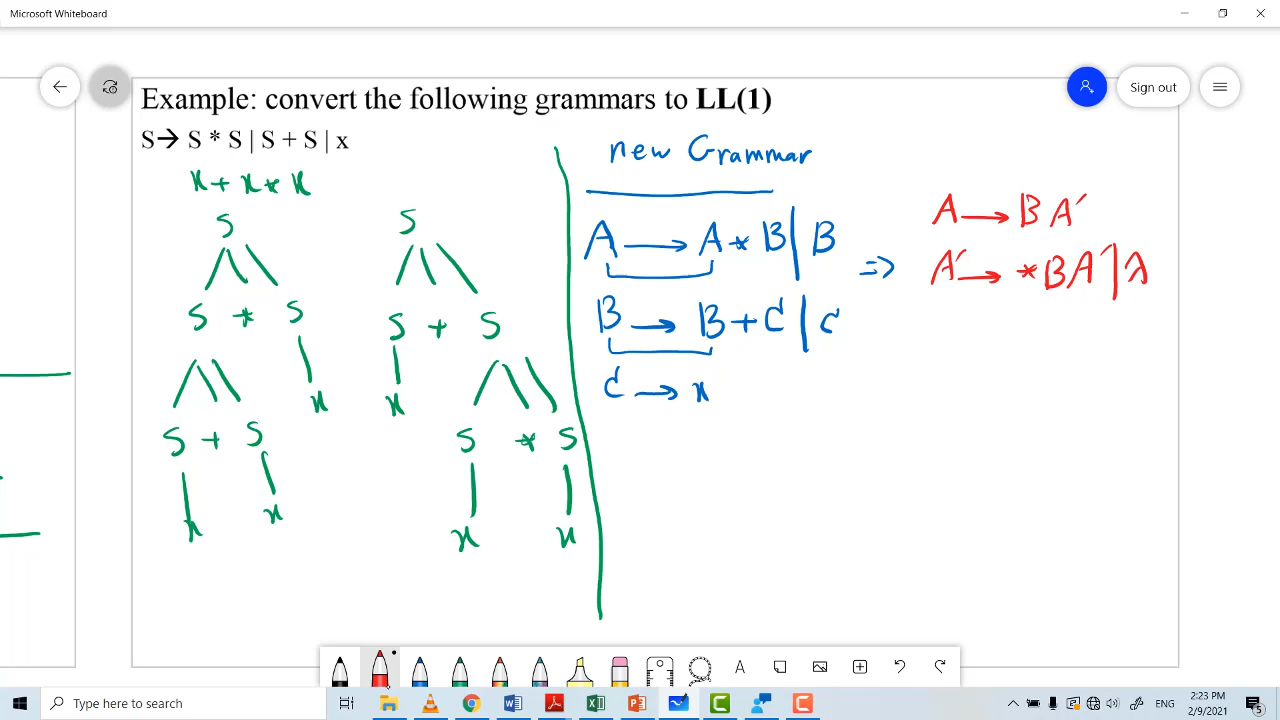 Microsoft Whiteboard
Sign out
Example: convert the following grammars to LL(1)
S→ S * S | S + S | x
x + x * x
S
S * S
S + S
x
x
x
S
S + S
x
S * S
x
x
new Grammar
A → A * B | B
B → B + C | C
C → x
⇒
A → B A′
A′ → * B A′ | λ
A
Type here to search
ENG
2:23 PM
2/9/2021
5